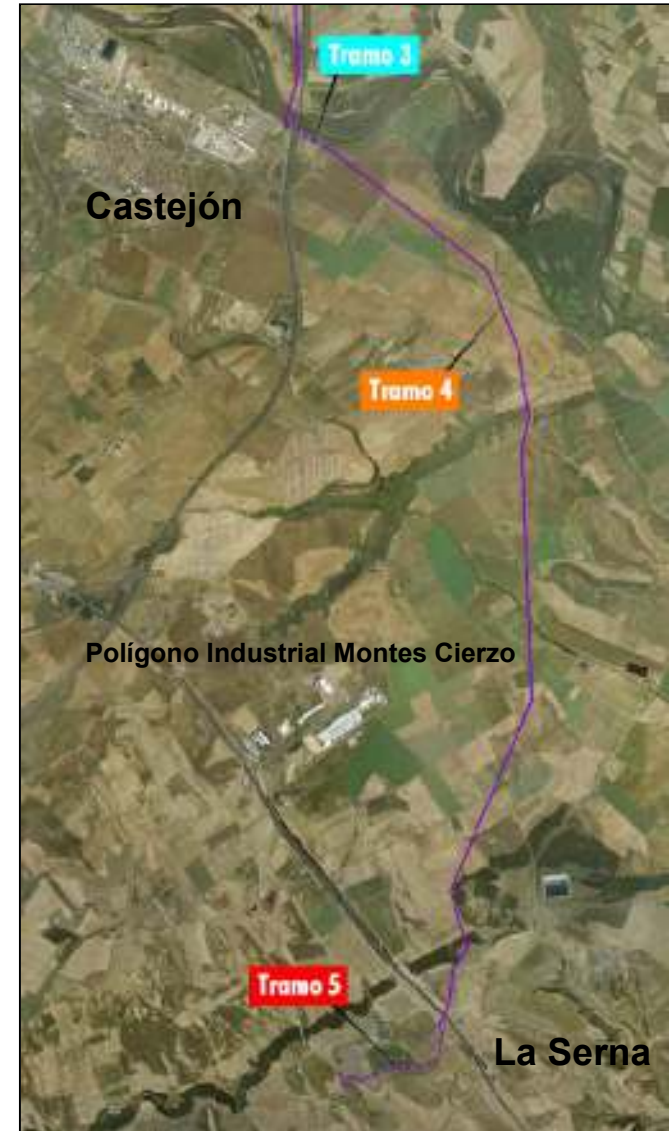 Tramo 3
Castejón
Tramo 4
Polígono Industrial Montes Cierzo
Tramo 5
La Serna